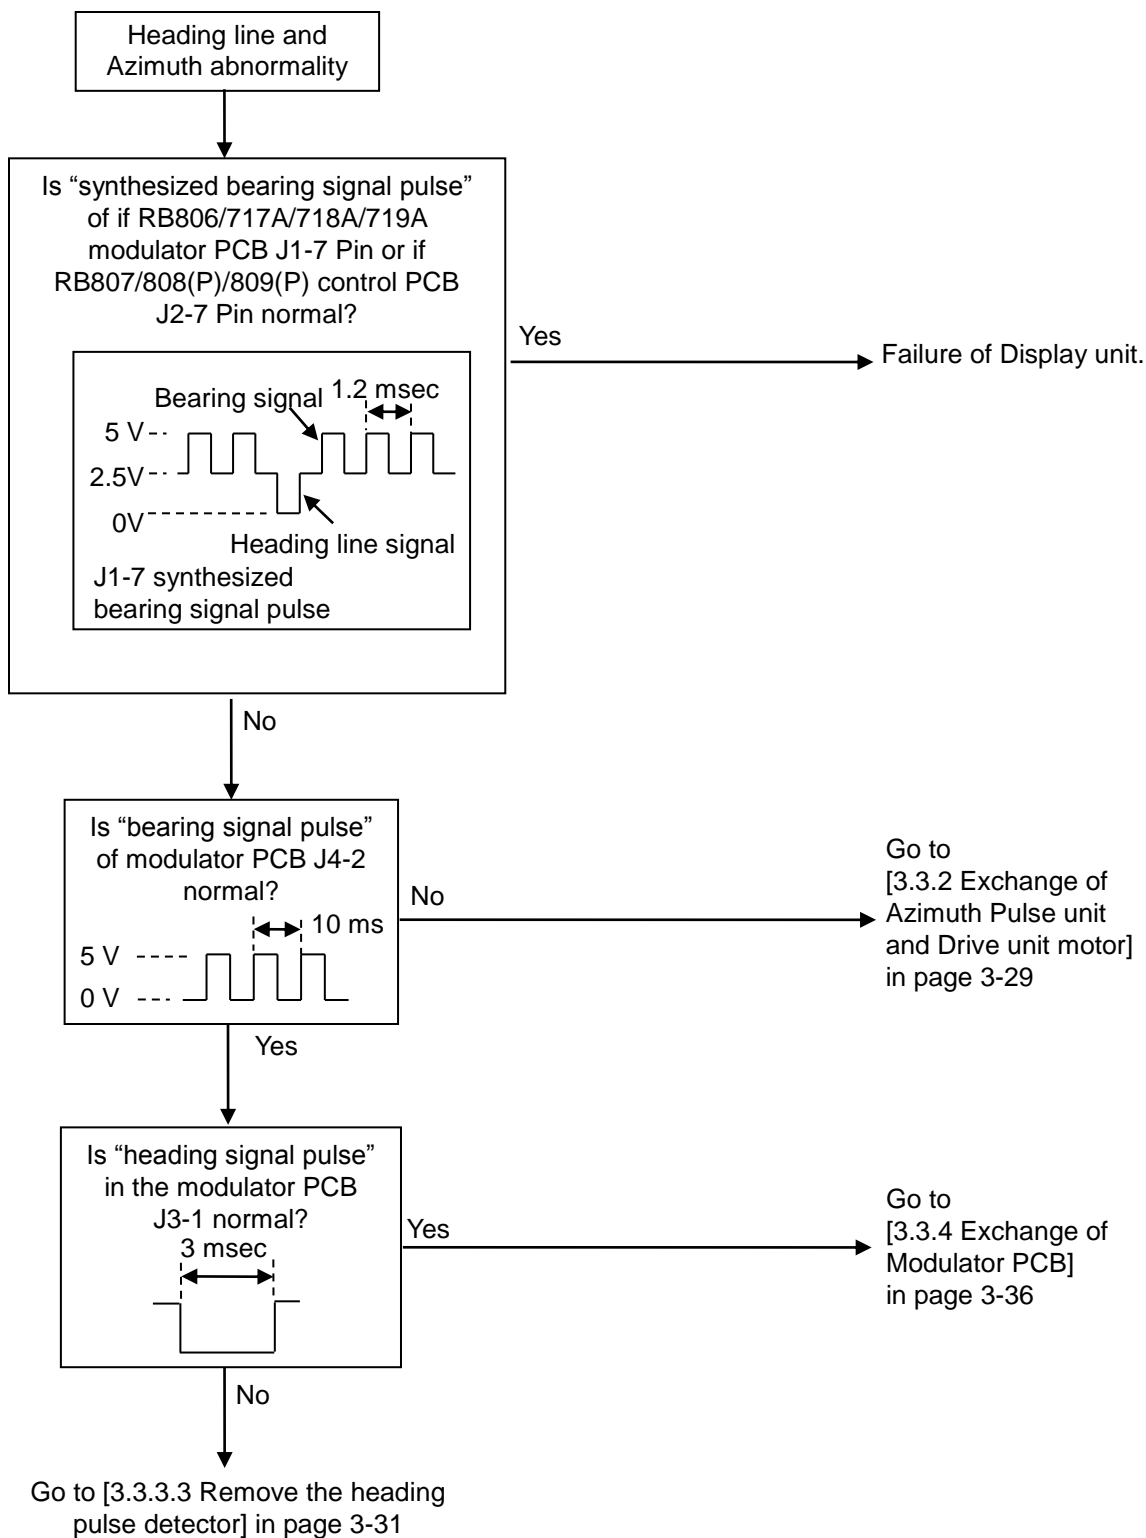 Heading line and
Azimuth abnormality
Is “synthesized bearing signal pulse”
of if RB806/717A/718A/719A
modulator PCB J1-7 Pin or if
RB807/808(P)/809(P) control PCB
J2-7 Pin normal?
Yes
Failure of Display unit.
Bearing signal
1.2 msec
5 V
2.5V
0V
Heading line signal
J1-7 synthesized
bearing signal pulse
No
Is “bearing signal pulse”
of modulator PCB J4-2
normal?
10 ms
5 V
0 V
No
Go to
[3.3.2 Exchange of
Azimuth Pulse unit
and Drive unit motor]
in page 3-29
Yes
Is “heading signal pulse”
in the modulator PCB
J3-1 normal?
3 msec
Yes
Go to
[3.3.4 Exchange of
Modulator PCB]
in page 3-36
No
Go to [3.3.3.3 Remove the heading
pulse detector] in page 3-31